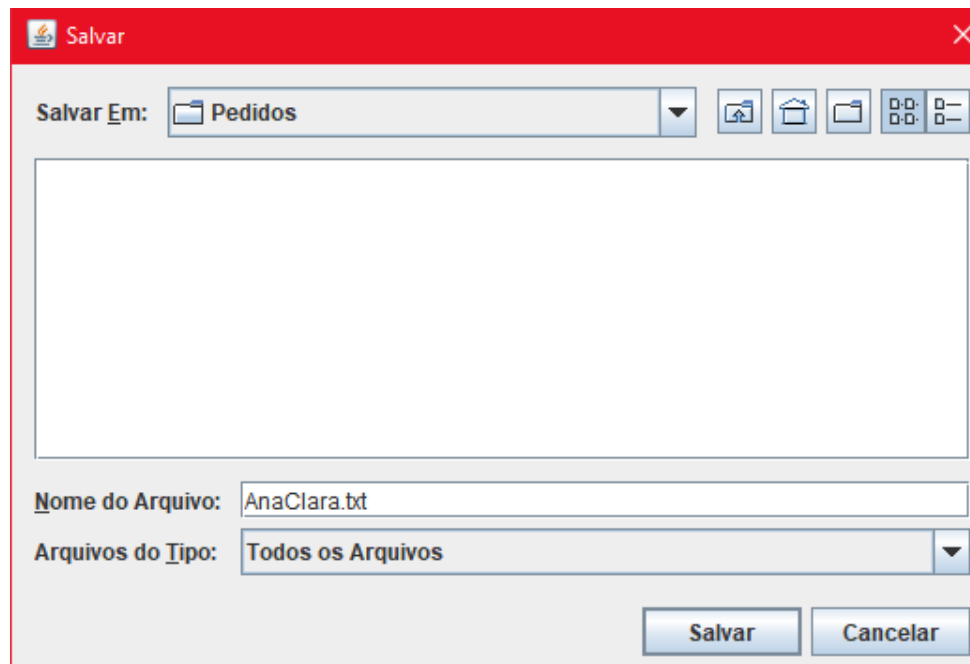 Salvar
Salvar Em: Pedidos
Nome do Arquivo: AnaClara.txt
Arquivos do Tipo: Todos os Arquivos
Salvar Cancelar